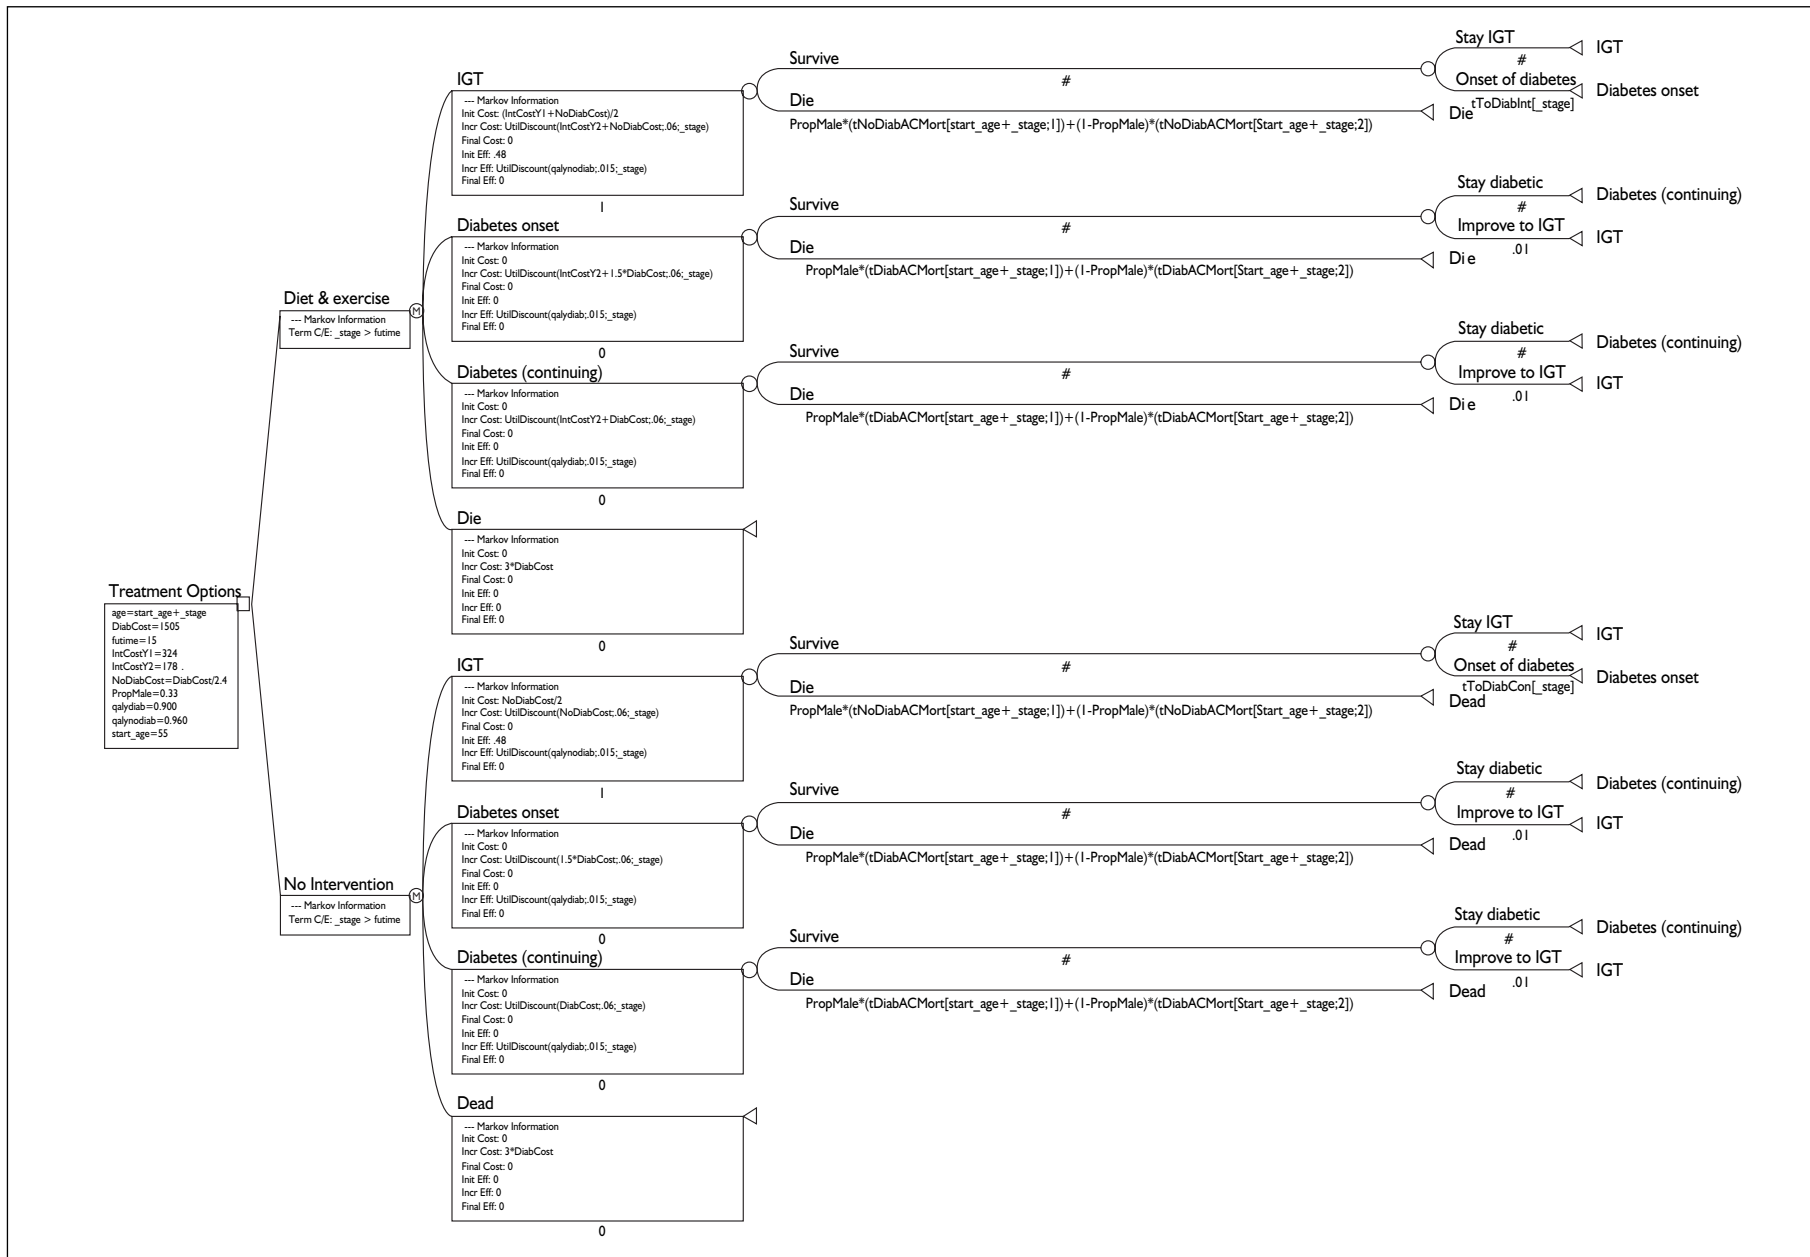 Treatment Options
age=start_age+_stage
DiabCost=1505
futime=15
IntCostY1=324
IntCostY2=178 .
NoDiabCost=DiabCost/2.4
PropMale=0.33
qalydiab=0.900
qalynodiab=0.960
start_age=55
Diet & exercise
--- Markov Information
Term C/E: _stage > futime
M
IGT
--- Markov Information
Init Cost: (IntCostY1+NoDiabCost)/2
Incr Cost: UtilDiscount(IntCostY2+NoDiabCost;.06;_stage)
Final Cost: 0
Init Eff: .48
Incr Eff: UtilDiscount(qalynodiab;.015;_stage)
Final Eff: 0
1
Survive
#
Die
PropMale*(tNoDiabACMort[start_age+_stage;1])+(1-PropMale)*(tNoDiabACMort[Start_age+_stage;2])
Die
Stay IGT
#
IGT
Onset of diabetes
tToDiabInt[_stage]
Diabetes onset
Diabetes onset
--- Markov Information
Init Cost: 0
Incr Cost: UtilDiscount(IntCostY2+1.5*DiabCost;.06;_stage)
Final Cost: 0
Init Eff: 0
Incr Eff: UtilDiscount(qalydiab;.015;_stage)
Final Eff: 0
0
Survive
#
Die
PropMale*(tDiabACMort[start_age+_stage;1])+(1-PropMale)*(tDiabACMort[Start_age+_stage;2])
Die
Stay diabetic
#
Diabetes (continuing)
Improve to IGT
.01
IGT
Diabetes (continuing)
--- Markov Information
Init Cost: 0
Incr Cost: UtilDiscount(IntCostY2+DiabCost;.06;_stage)
Final Cost: 0
Init Eff: 0
Incr Eff: UtilDiscount(qalydiab;.015;_stage)
Final Eff: 0
0
Survive
#
Die
PropMale*(tDiabACMort[start_age+_stage;1])+(1-PropMale)*(tDiabACMort[Start_age+_stage;2])
Die
Stay diabetic
#
Diabetes (continuing)
Improve to IGT
.01
IGT
Die
--- Markov Information
Init Cost: 0
Incr Cost: 3*DiabCost
Final Cost: 0
Init Eff: 0
Incr Eff: 0
Final Eff: 0
0
No Intervention
--- Markov Information
Term C/E: _stage > futime
M
IGT
--- Markov Information
Init Cost: NoDiabCost/2
Incr Cost: UtilDiscount(NoDiabCost;.06;_stage)
Final Cost: 0
Init Eff: .48
Incr Eff: UtilDiscount(qalynodiab;.015;_stage)
Final Eff: 0
1
Survive
#
Die
PropMale*(tNoDiabACMort[start_age+_stage;1])+(1-PropMale)*(tNoDiabACMort[Start_age+_stage;2])
Dead
Stay IGT
#
IGT
Onset of diabetes
tToDiabCon[_stage]
Diabetes onset
Diabetes onset
--- Markov Information
Init Cost: 0
Incr Cost: UtilDiscount(1.5*DiabCost;.06;_stage)
Final Cost: 0
Init Eff: 0
Incr Eff: UtilDiscount(qalydiab;.015;_stage)
Final Eff: 0
0
Survive
#
Die
PropMale*(tDiabACMort[start_age+_stage;1])+(1-PropMale)*(tDiabACMort[Start_age+_stage;2])
Dead
Stay diabetic
#
Diabetes (continuing)
Improve to IGT
.01
IGT
Diabetes (continuing)
--- Markov Information
Init Cost: 0
Incr Cost: UtilDiscount(DiabCost;.06;_stage)
Final Cost: 0
Init Eff: 0
Incr Eff: UtilDiscount(qalydiab;.015;_stage)
Final Eff: 0
0
Survive
#
Die
PropMale*(tDiabACMort[start_age+_stage;1])+(1-PropMale)*(tDiabACMort[Start_age+_stage;2])
Dead
Stay diabetic
#
Diabetes (continuing)
Improve to IGT
.01
IGT
Dead
--- Markov Information
Init Cost: 0
Incr Cost: 3*DiabCost
Final Cost: 0
Init Eff: 0
Incr Eff: 0
Final Eff: 0
0